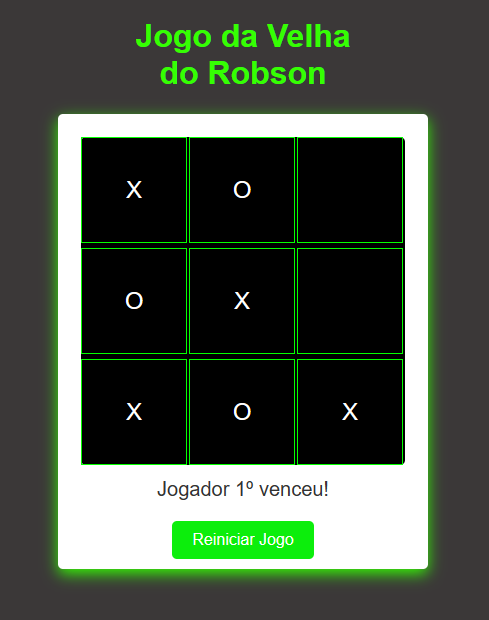 Jogo da Velha
do Robson
X O
O X
X O X
Jogador 1º venceu!
Reiniciar Jogo